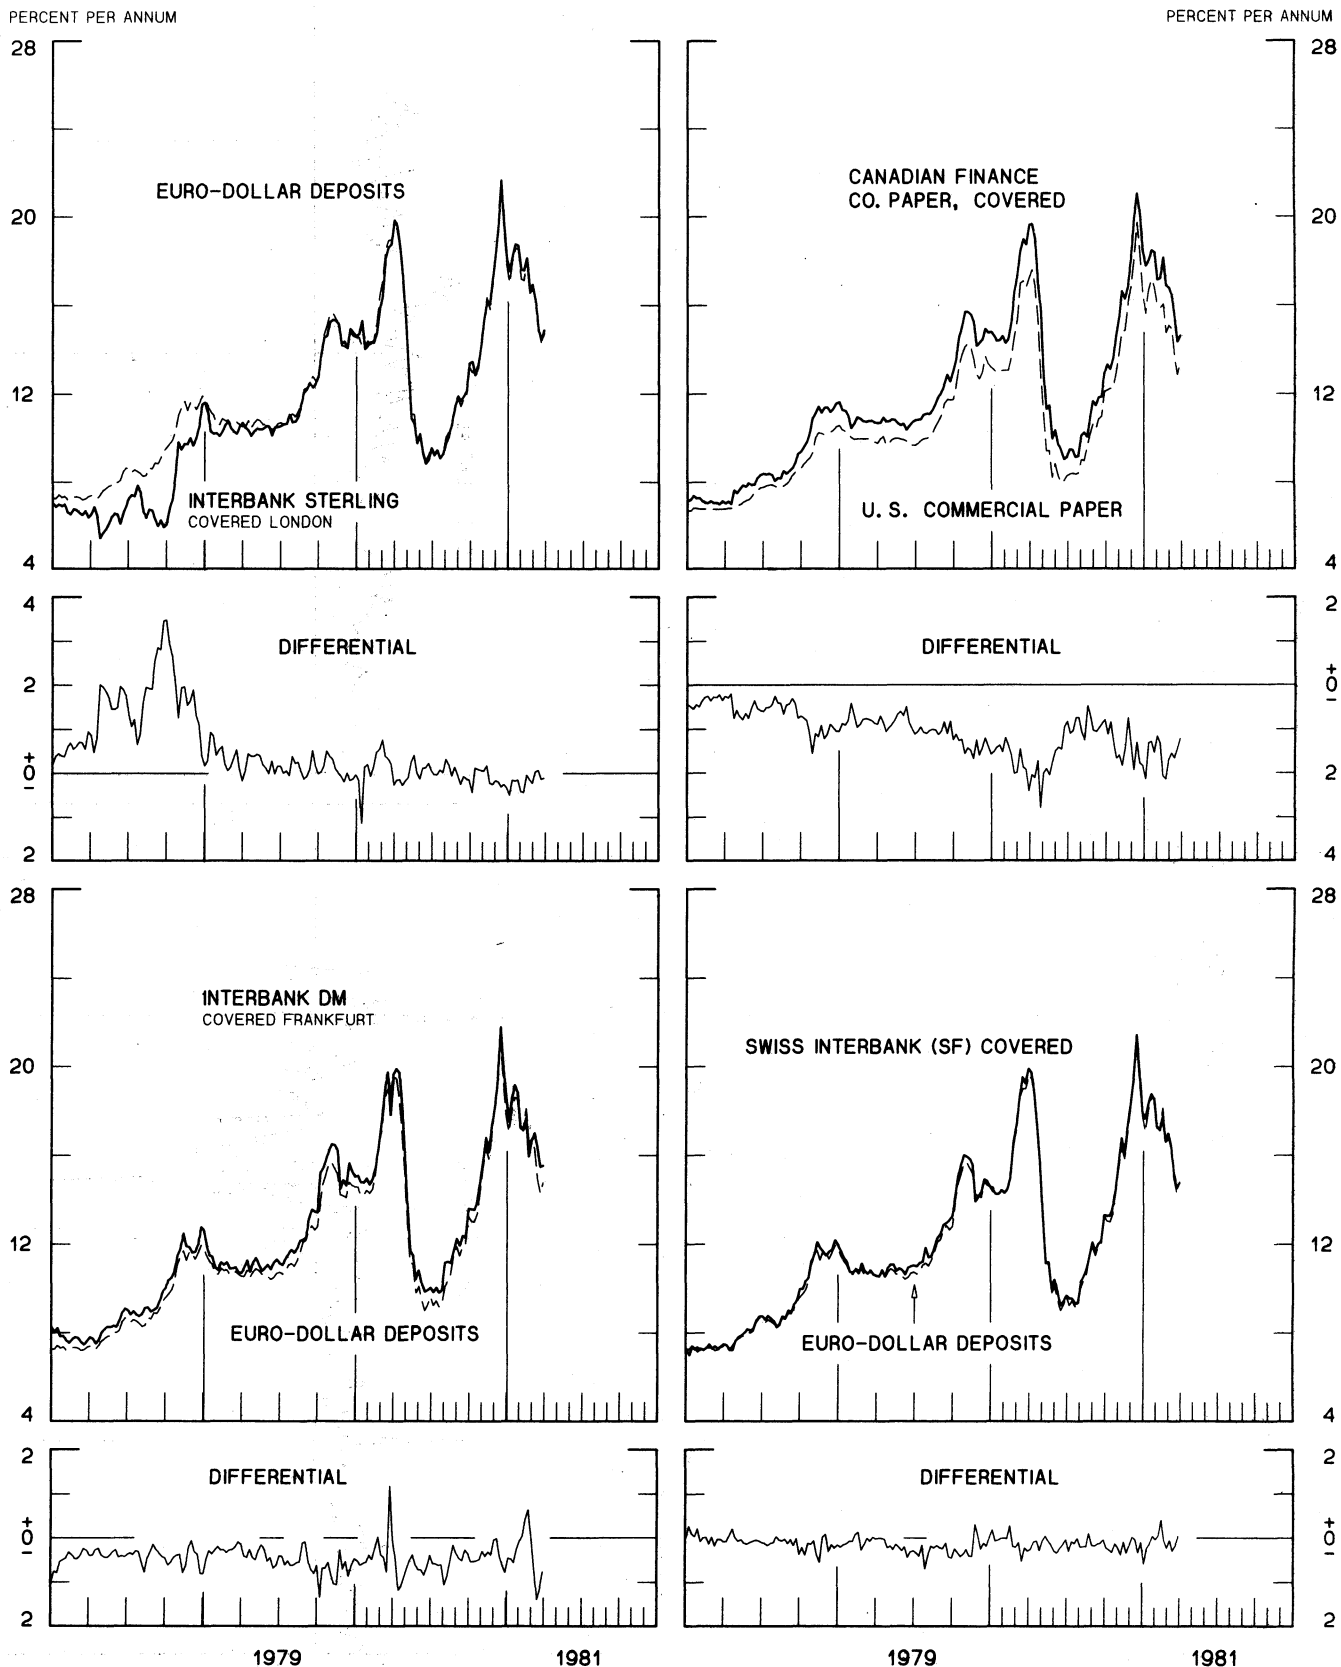 PERCENT PER ANNUM
PERCENT PER ANNUM
28
28
EURO-DOLLAR DEPOSITS
CANADIAN FINANCE
CO. PAPER, COVERED
20
20
12
12
INTERBANK STERLING
COVERED LONDON
U. S. COMMERCIAL PAPER
4
4
4
2
DIFFERENTIAL
DIFFERENTIAL
2
+
0
-
+
0
-
2
2
4
28
28
INTERBANK DM
COVERED FRANKFURT
SWISS INTERBANK (SF) COVERED
20
20
12
12
EURO-DOLLAR DEPOSITS
EURO-DOLLAR DEPOSITS
4
4
2
2
DIFFERENTIAL
DIFFERENTIAL
+
0
-
+
0
-
2
2
1979
1981
1979
1981